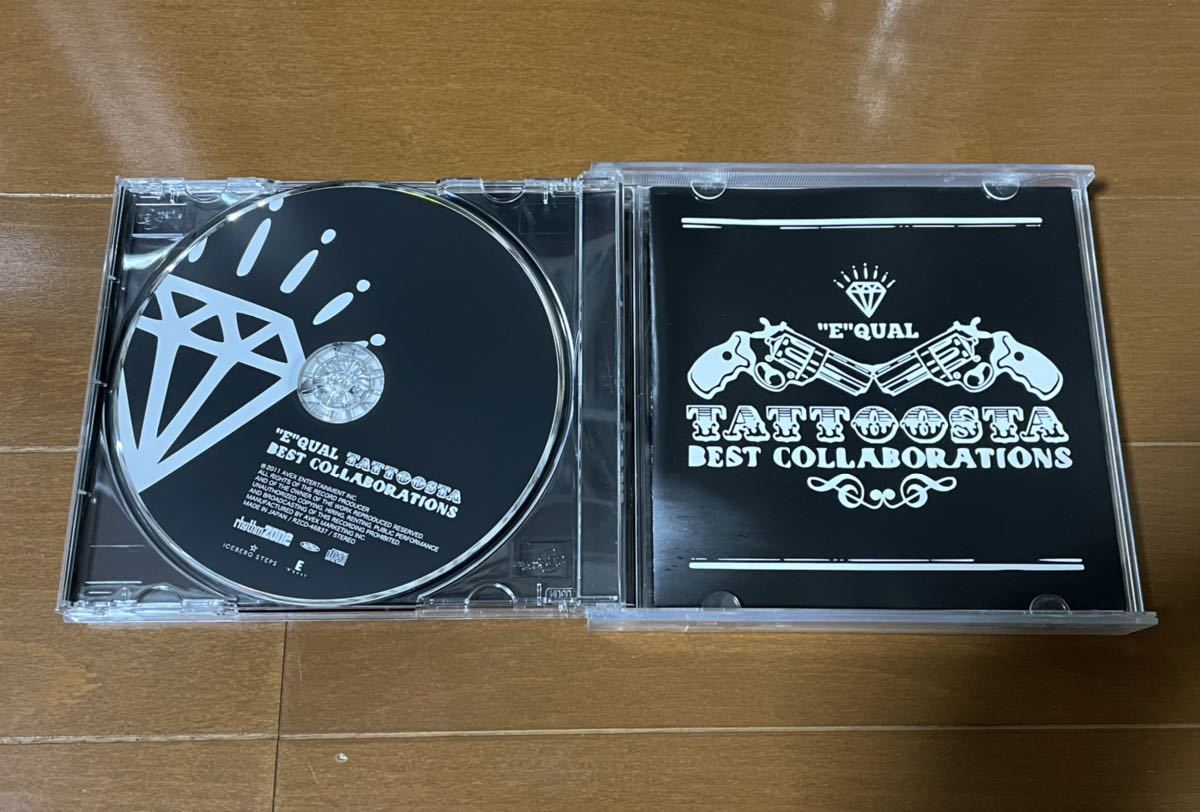 "E"QUAL TATTOOSTA
BEST COLLABORATIONS
℗2011 AVEX ENTERTAINMENT INC.
ALL RIGHTS OF THE RECORD PRODUCER
AND OF THE OWNER OF THE WORK REPRODUCED RESERVED.
UNAUTHORIZED COPYING, HIRING, RENTING, PUBLIC PERFORMANCE
AND BROADCASTING OF THIS RECORDING PROHIBITED.
MANUFACTURED BY AVEX MARKETING INC.
MADE IN JAPAN / RZCD-46837 / STEREO
rhythm zone
ICEBERG STEPS
E
"E"QUAL
TATTOOSTA
BEST COLLABORATIONS